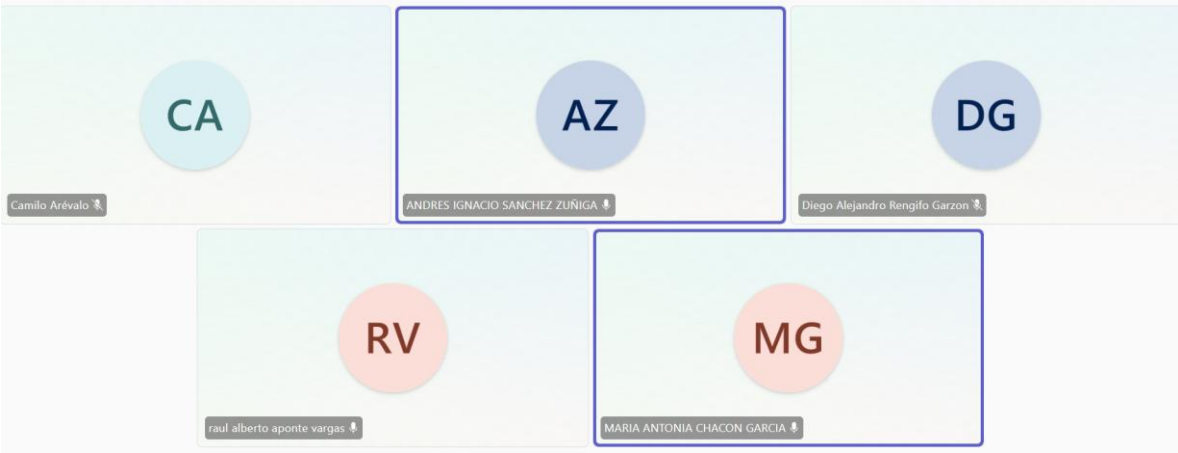 CA
AZ
DG
Camilo Arévalo
ANDRES IGNACIO SANCHEZ ZUÑIGA
Diego Alejandro Rengifo Garzon
RV
MG
raul alberto aponte vargas
MARIA ANTONIA CHACON GARCIA